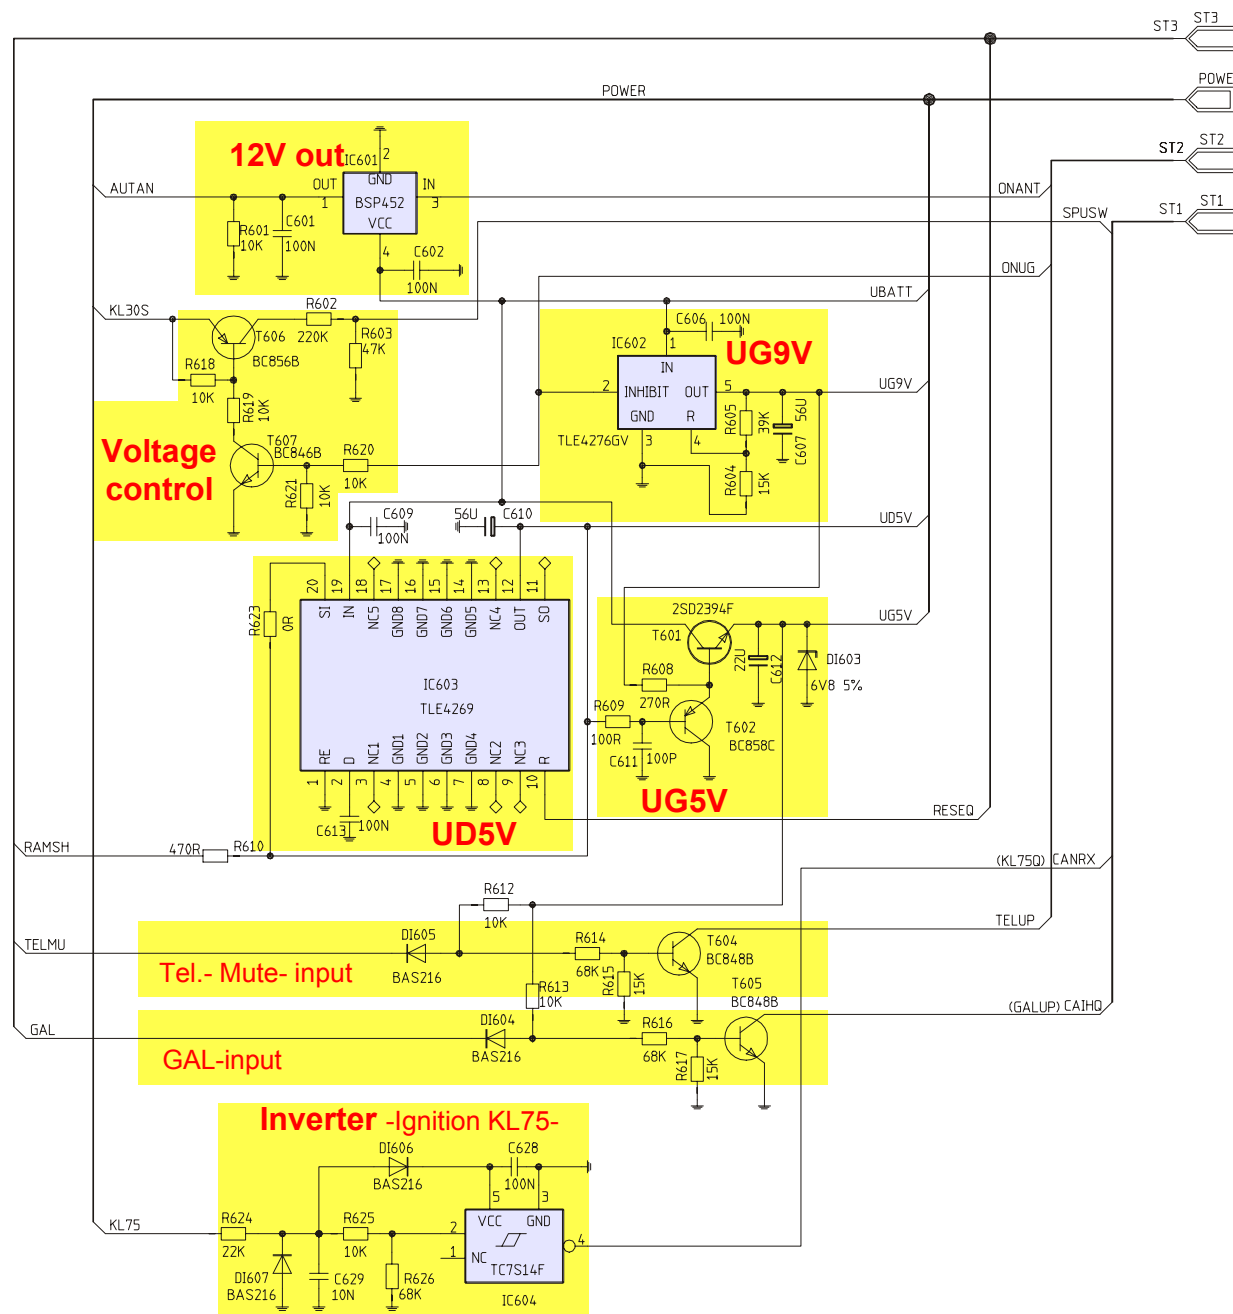 ST3 ST3
POWER POWE
ST2 ST2
ST1 ST1
12V out
IC601 2
AUTAN OUT GND IN ONANT
1 BSP452 3
VCC
R601 10K C601 100N
4 C602 100N
SPUSW
ONUG
UBATT
KL30S R602 220K
T606 BC856B
R603 47K
R618 10K
R619 10K
T607 BC846B
R620 10K
R621 10K
Voltage
control
C606 100N
IC602 1
UG9V
IN
2 INHIBIT OUT 5 UG9V
GND R
TLE4276GV 3 4
R605 39K
56U C607
R604 15K
C609 100N
56U C610
UD5V
R623 0R
20 19 18 17 16 15 14 13 12 11
SI IN NC5 GND8 GND7 GND6 GND5 NC4 OUT SO
IC603
TLE4269
RE D NC1 GND1 GND2 GND3 GND4 NC2 NC3 R
1 2 3 4 5 6 7 8 9 10
C613 100N
UD5V
2SD2394F
T601 UG5V
22U C612
DI603
6V8 5%
R608 270R
R609 100R
T602
BC858C
C611 100P
UG5V
RESEQ
RAMSH 470R R610
(KL75Q) CANRX
R612 10K
TELUP
TELMU DI605
BAS216
R614 68K
T604
BC848B
Tel.- Mute- input
R615 15K
R613 10K
T605
BC848B
(GALUP) CAIHQ
GAL DI604
BAS216
R616 68K
R617 15K
GAL-input
Inverter -Ignition KL75-
DI606
BAS216
C628 100N
5 3
KL75 R624 22K
R625 10K
VCC GND
2 4
1 NC
TC7S14F
DI607
BAS216
C629
10N
R626
68K
IC604